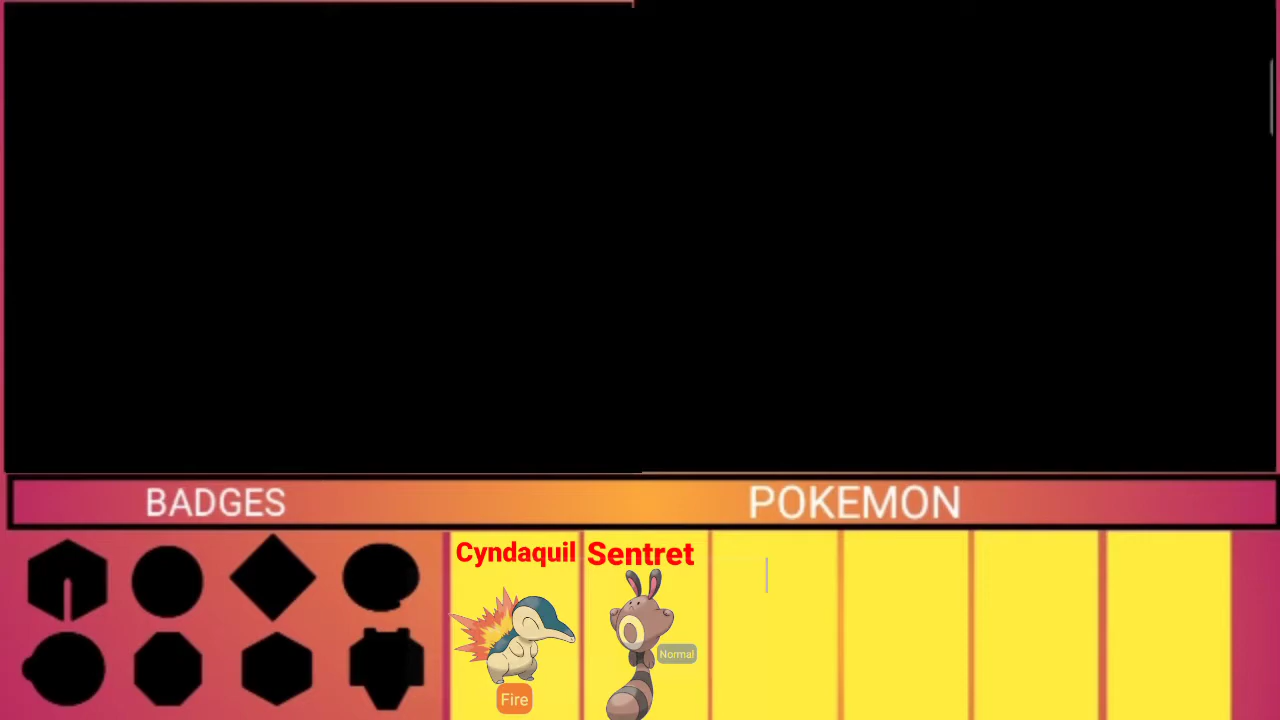 BADGES
POKEMON
Cyndaquil
Sentret
Normal
Fire